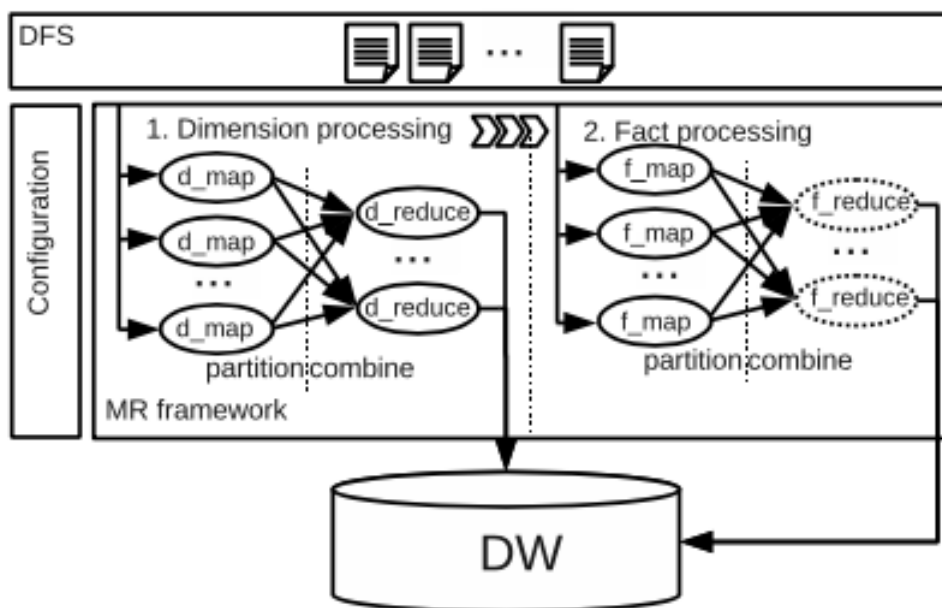 DFS
...
Configuration
1. Dimension processing
d_map
d_map
...
d_map
d_reduce
...
d_reduce
partition combine
2. Fact processing
f_map
f_map
...
f_map
f_reduce
...
f_reduce
partition combine
MR framework
DW